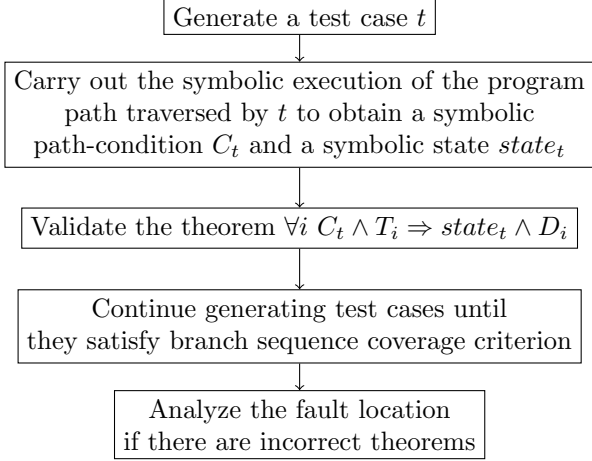 Generate a test case t
Carry out the symbolic execution of the program
path traversed by t to obtain a symbolic
path-condition C_t and a symbolic state state_t
Validate the theorem ∀i C_t ∧ T_i ⇒ state_t ∧ D_i
Continue generating test cases until
they satisfy branch sequence coverage criterion
Analyze the fault location
if there are incorrect theorems